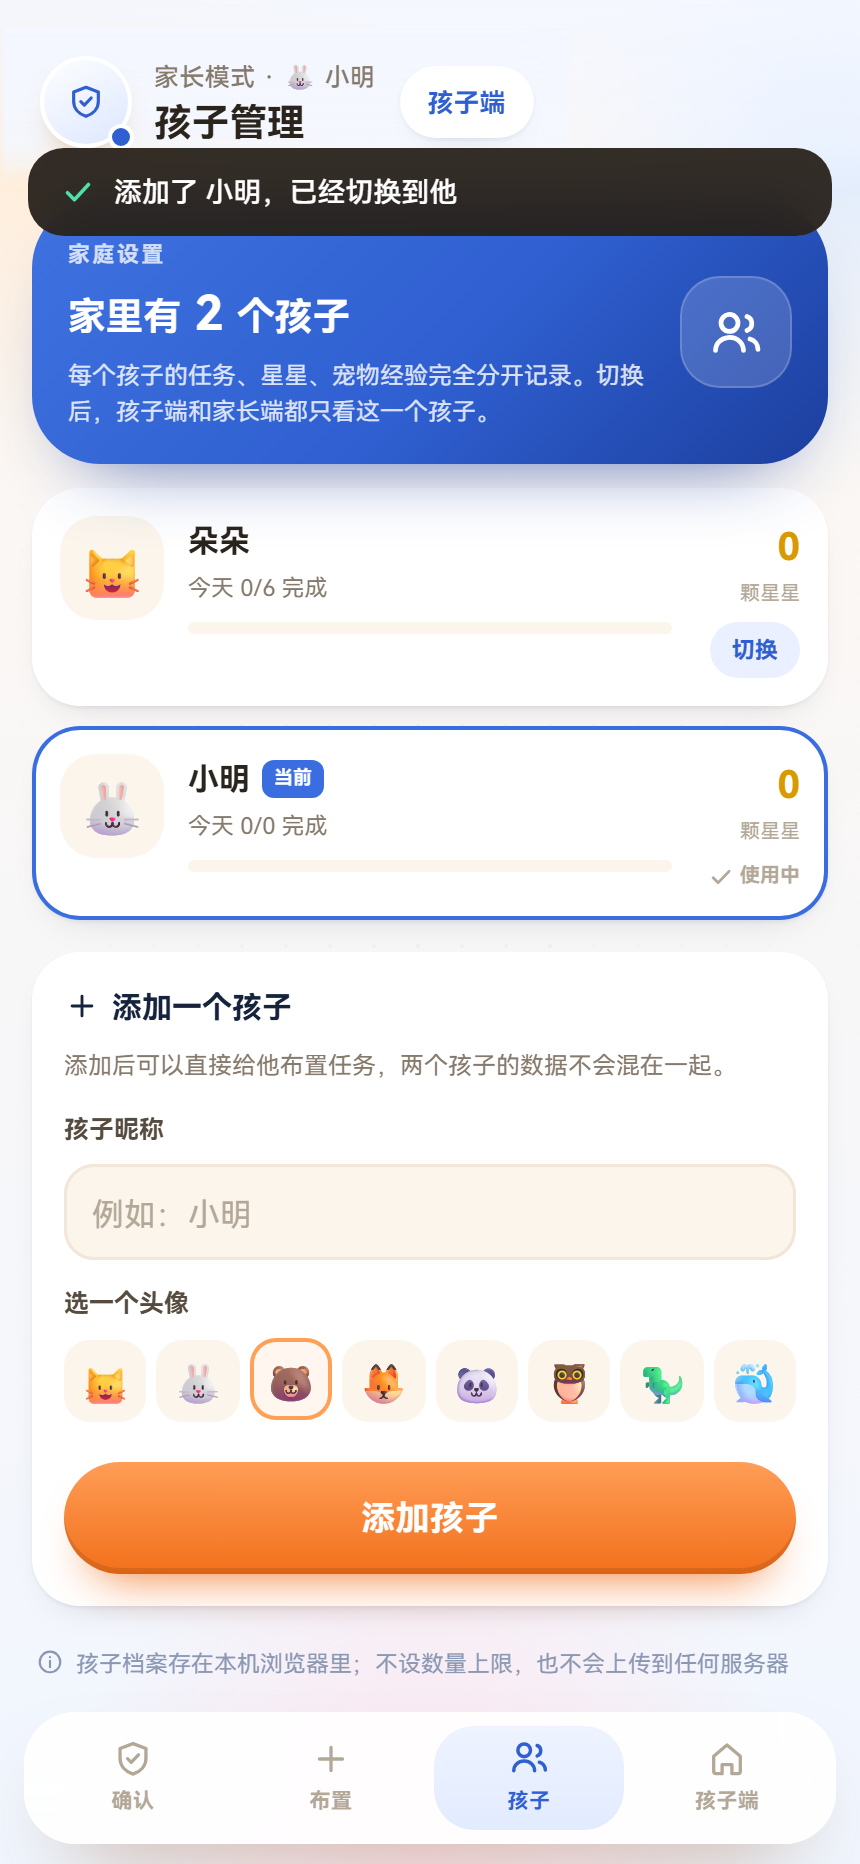 家长模式 · 小明
孩子管理
孩子端
添加了 小明，已经切换到他
家庭设置
家里有 2 个孩子
每个孩子的任务、星星、宠物经验完全分开记录。切换
后，孩子端和家长端都只看这一个孩子。
朵朵
今天 0/6 完成
0
颗星星
切换
小明 当前
今天 0/0 完成
0
颗星星
使用中
添加一个孩子
添加后可以直接给他布置任务，两个孩子的数据不会混在一起。
孩子昵称
例如：小明
选一个头像
添加孩子
孩子档案存在本机浏览器里；不设数量上限，也不会上传到任何服务器
确认
布置
孩子
孩子端